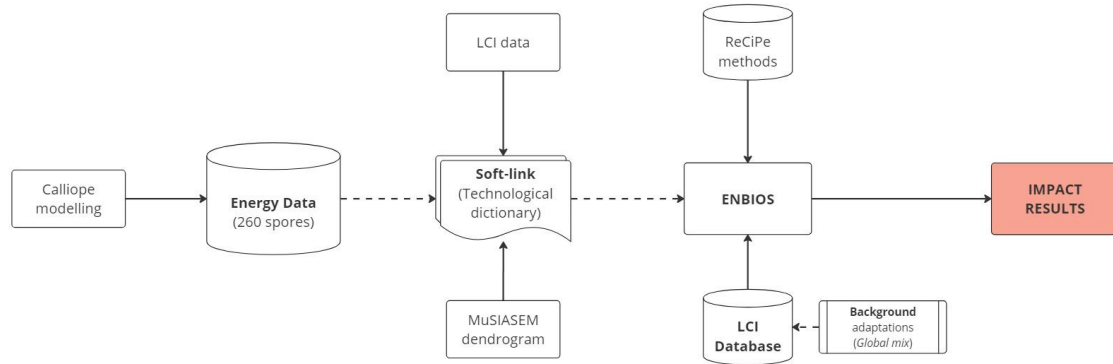 LCI data
ReCiPe
methods
Calliope
modelling
Energy Data
(260 spores)
Soft-link
(Technological
dictionary)
ENBIOS
IMPACT
RESULTS
MuSIASEM
dendrogram
LCI
Database
Background
adaptations
(Global mix)